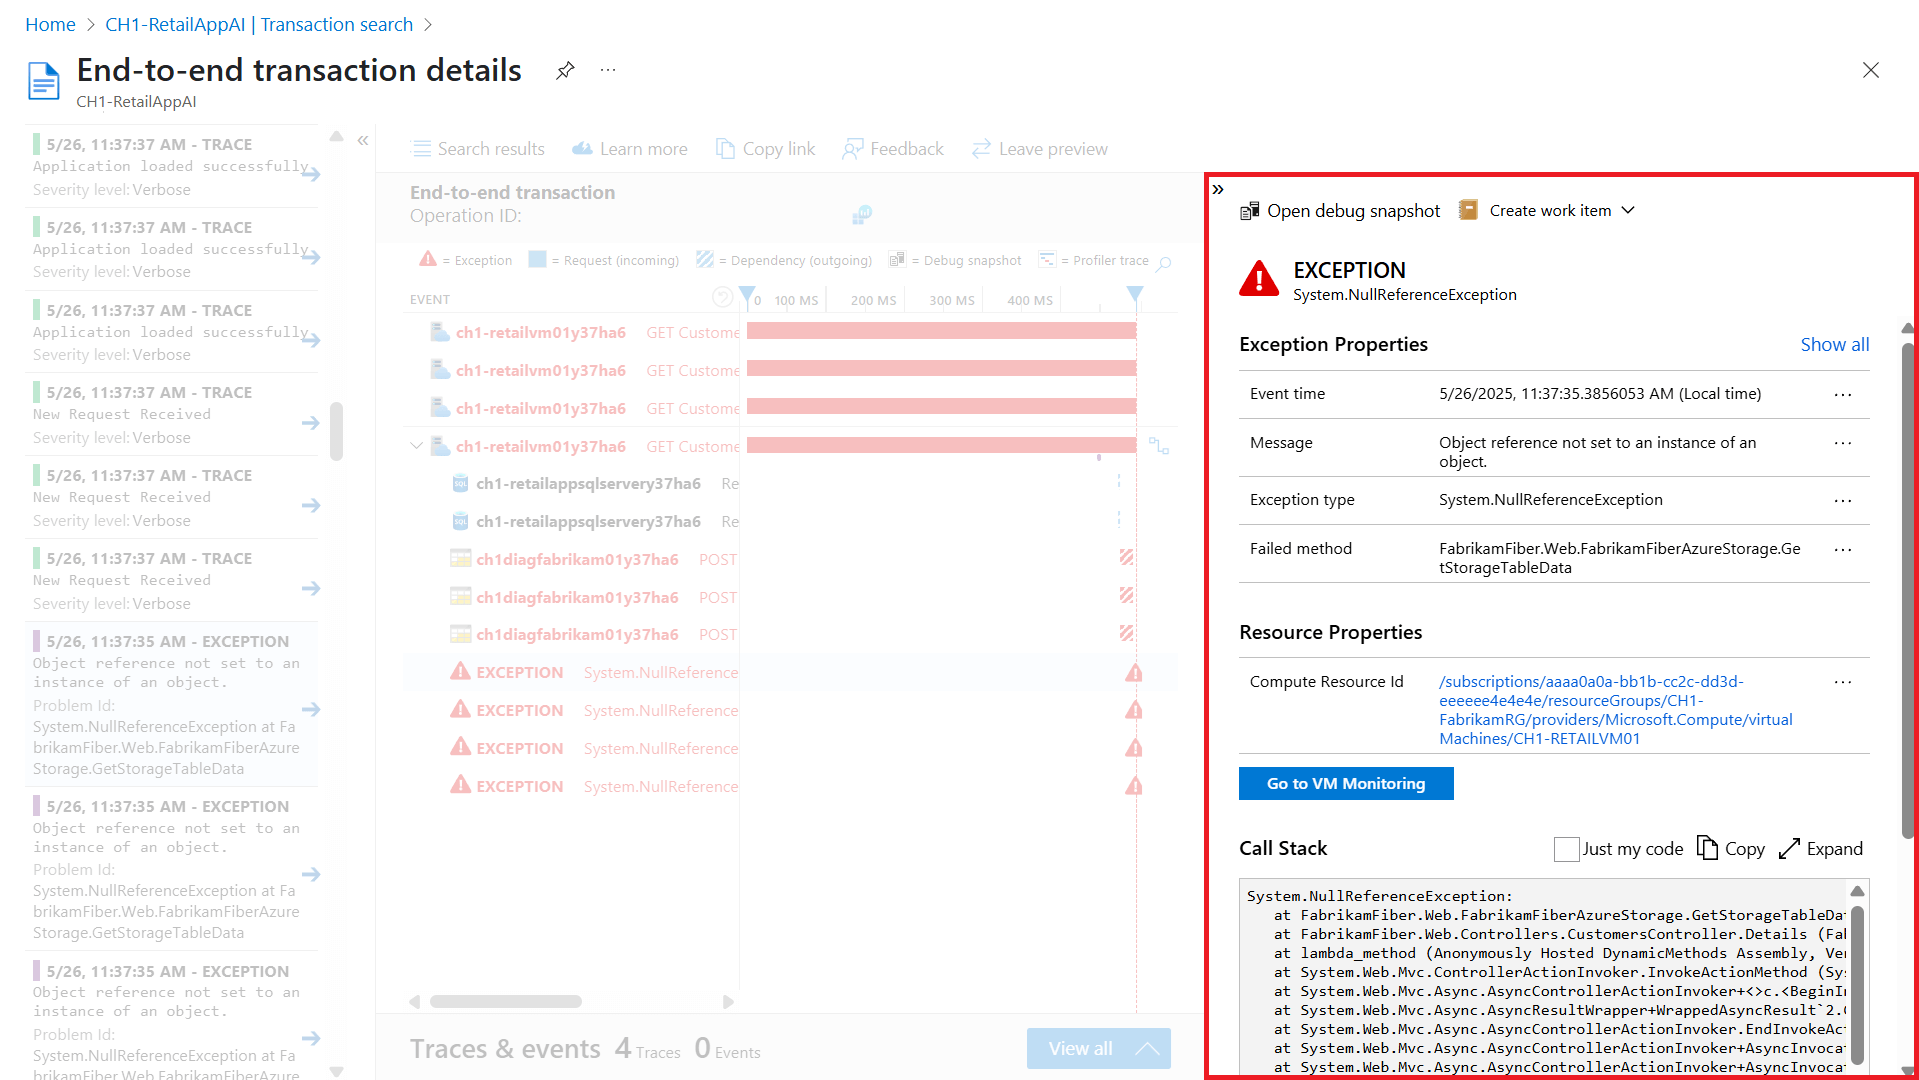 Home > CH1-RetailAppAI | Transaction search >
End-to-end transaction details
CH1-RetailAppAI
5/26, 11:37:37 AM - TRACE
Application loaded successfully
Severity level: Verbose
5/26, 11:37:37 AM - TRACE
Application loaded successfully
Severity level: Verbose
5/26, 11:37:37 AM - TRACE
Application loaded successfully
Severity level: Verbose
5/26, 11:37:37 AM - TRACE
New Request Received
Severity level: Verbose
5/26, 11:37:37 AM - TRACE
New Request Received
Severity level: Verbose
5/26, 11:37:37 AM - TRACE
New Request Received
Severity level: Verbose
5/26, 11:37:35 AM - EXCEPTION
Object reference not set to an
instance of an object.
Problem Id:
System.NullReferenceException at Fa
brikamFiber.Web.FabrikamFiberAzure
Storage.GetStorageTableData
5/26, 11:37:35 AM - EXCEPTION
Object reference not set to an
instance of an object.
Problem Id:
System.NullReferenceException at Fa
brikamFiber.Web.FabrikamFiberAzure
Storage.GetStorageTableData
5/26, 11:37:35 AM - EXCEPTION
Object reference not set to an
instance of an object.
Problem Id:
System.NullReferenceException at Fa
brikamFiber.Web.FabrikamFiberAzure
Search results Learn more Copy link Feedback Leave preview
End-to-end transaction
Operation ID:
= Exception = Request (incoming) = Dependency (outgoing) = Debug snapshot = Profiler trace
EVENT 0 100 MS 200 MS 300 MS 400 MS
ch1-retailvm01y37ha6 GET Custome
ch1-retailvm01y37ha6 GET Custome
ch1-retailvm01y37ha6 GET Custome
ch1-retailvm01y37ha6 GET Custome
ch1-retailappsqlservery37ha6 Re
ch1-retailappsqlservery37ha6 Re
ch1diagfabrikam01y37ha6 POST
ch1diagfabrikam01y37ha6 POST
ch1diagfabrikam01y37ha6 POST
EXCEPTION System.NullReference
EXCEPTION System.NullReference
EXCEPTION System.NullReference
EXCEPTION System.NullReference
Traces & events 4 Traces 0 Events View all
Open debug snapshot Create work item
EXCEPTION
System.NullReferenceException
Exception Properties Show all
Event time 5/26/2025, 11:37:35.3856053 AM (Local time) ...
Message Object reference not set to an instance of an ...
object.
Exception type System.NullReferenceException ...
Failed method FabrikamFiber.Web.FabrikamFiberAzureStorage.Ge ...
tStorageTableData
Resource Properties
Compute Resource Id /subscriptions/aaaa0a0a-bb1b-cc2c-dd3d- ...
eeeeee4e4e4e/resourceGroups/CH1-
FabrikamRG/providers/Microsoft.Compute/virtual
Machines/CH1-RETAILVM01
Go to VM Monitoring
Call Stack Just my code Copy Expand
System.NullReferenceException:
at FabrikamFiber.Web.FabrikamFiberAzureStorage.GetStorageTableDa
at FabrikamFiber.Web.Controllers.CustomersController.Details (Fa
at lambda_method (Anonymously Hosted DynamicMethods Assembly, Ve
at System.Web.Mvc.ControllerActionInvoker.InvokeActionMethod (Sy
at System.Web.Mvc.Async.AsyncControllerActionInvoker+<>c.<BeginI
at System.Web.Mvc.Async.AsyncResultWrapper+WrappedAsyncResult`2.
at System.Web.Mvc.Async.AsyncControllerActionInvoker.EndInvokeAc
at System.Web.Mvc.Async.AsyncControllerActionInvoker+AsyncInvoca
at System.Web.Mvc.Async.AsyncControllerActionInvoker+AsyncInvoca